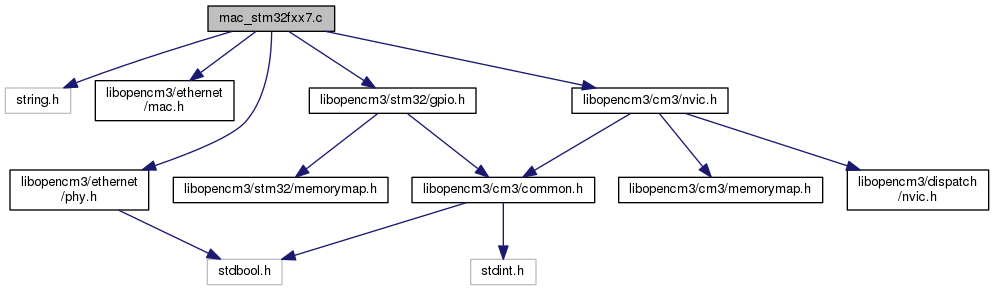 mac_stm32fxx7.c
string.h
libopencm3/ethernet
/mac.h
libopencm3/stm32/gpio.h
libopencm3/cm3/nvic.h
libopencm3/ethernet
/phy.h
libopencm3/stm32/memorymap.h
libopencm3/cm3/common.h
libopencm3/cm3/memorymap.h
libopencm3/dispatch
/nvic.h
stdbool.h
stdint.h